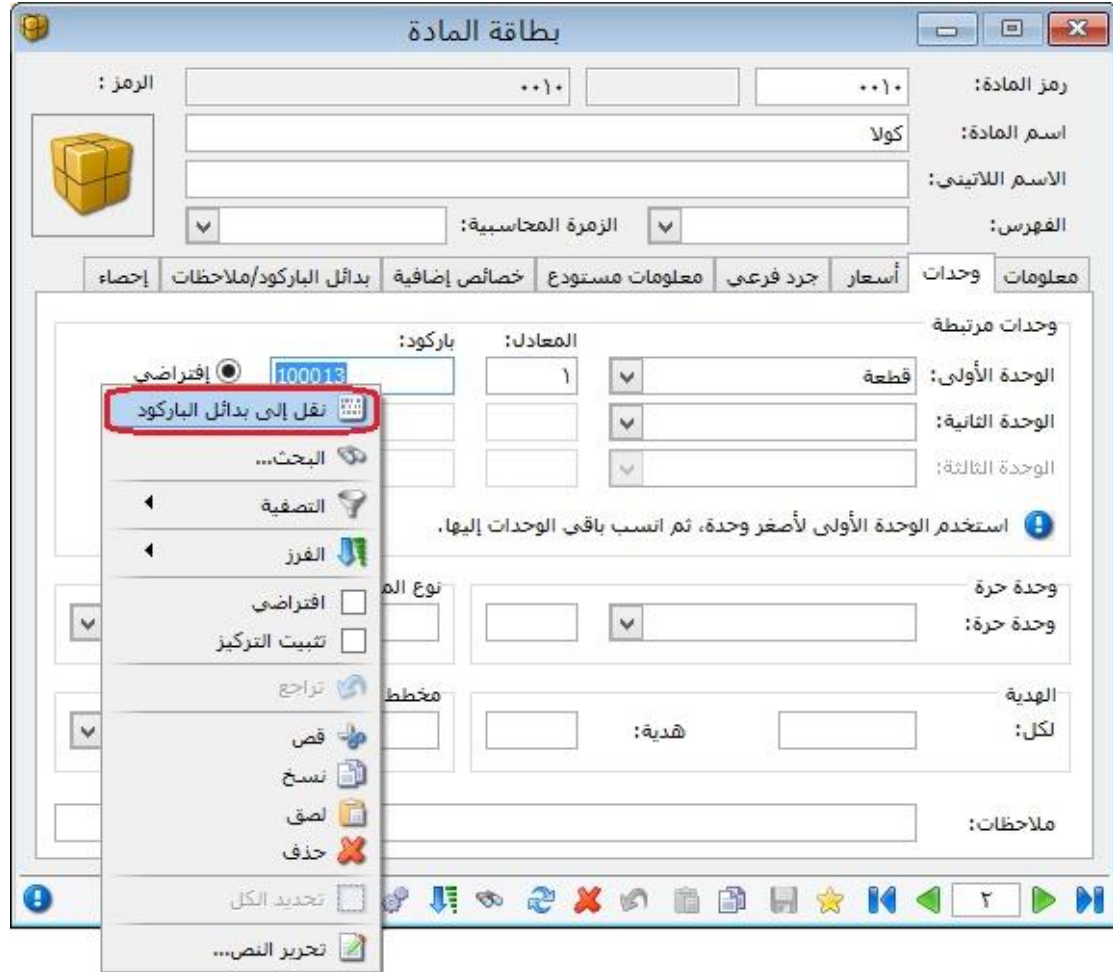 بطاقة المادة
رمز المادة: ٠٠١٠ ٠٠١٠ الرمز :
اسم المادة: كولا
الاسم اللاتيني:
الفهرس: الزمرة المحاسبية:
معلومات وحدات أسعار جرد فرعي معلومات مستودع خصائص إضافية بدائل الباركود/ملاحظات إحصاء
وحدات مرتبطة
المعادل: باركود:
الوحدة الأولى: قطعة ١ 100013 إفتراضي
الوحدة الثانية:
الوحدة الثالثة:
استخدم الوحدة الأولى لأصغر وحدة، ثم انسب باقي الوحدات إليها.
وحدة حرة نوع
وحدة حرة:
الهدية مخطط
لكل: هدية:
ملاحظات:
٢
نقل إلى بدائل الباركود
البحث...
التصفية
الفرز
افتراضي
تثبيت التركيز
تراجع
قص
نسخ
لصق
حذف
تحديد الكل
تحرير النص...